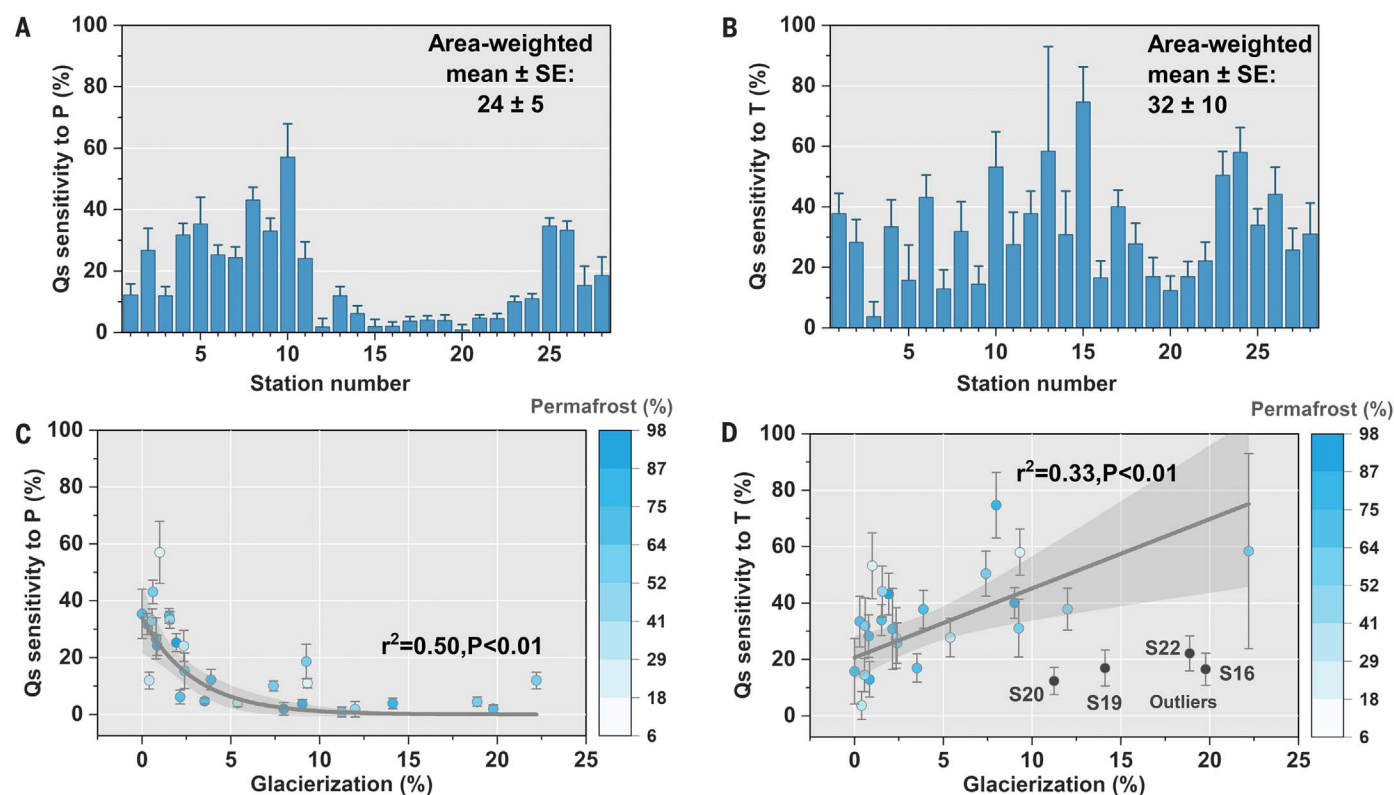 A
Qs sensitivity to P (%)
100
80
60
40
20
0
Area-weighted
mean ± SE:
24 ± 5
5
10
15
20
25
Station number
B
Qs sensitivity to T (%)
100
80
60
40
20
0
Area-weighted
mean ± SE:
32 ± 10
5
10
15
20
25
Station number
C
Qs sensitivity to P (%)
100
80
60
40
20
0
r²=0.50,P<0.01
0
5
10
15
20
25
Glacierization (%)
Permafrost (%)
98
87
75
64
52
41
29
18
6
D
Qs sensitivity to T (%)
100
80
60
40
20
0
r²=0.33,P<0.01
S22
S20
S19
S16
Outliers
0
5
10
15
20
25
Glacierization (%)
Permafrost (%)
98
87
75
64
52
41
29
18
6